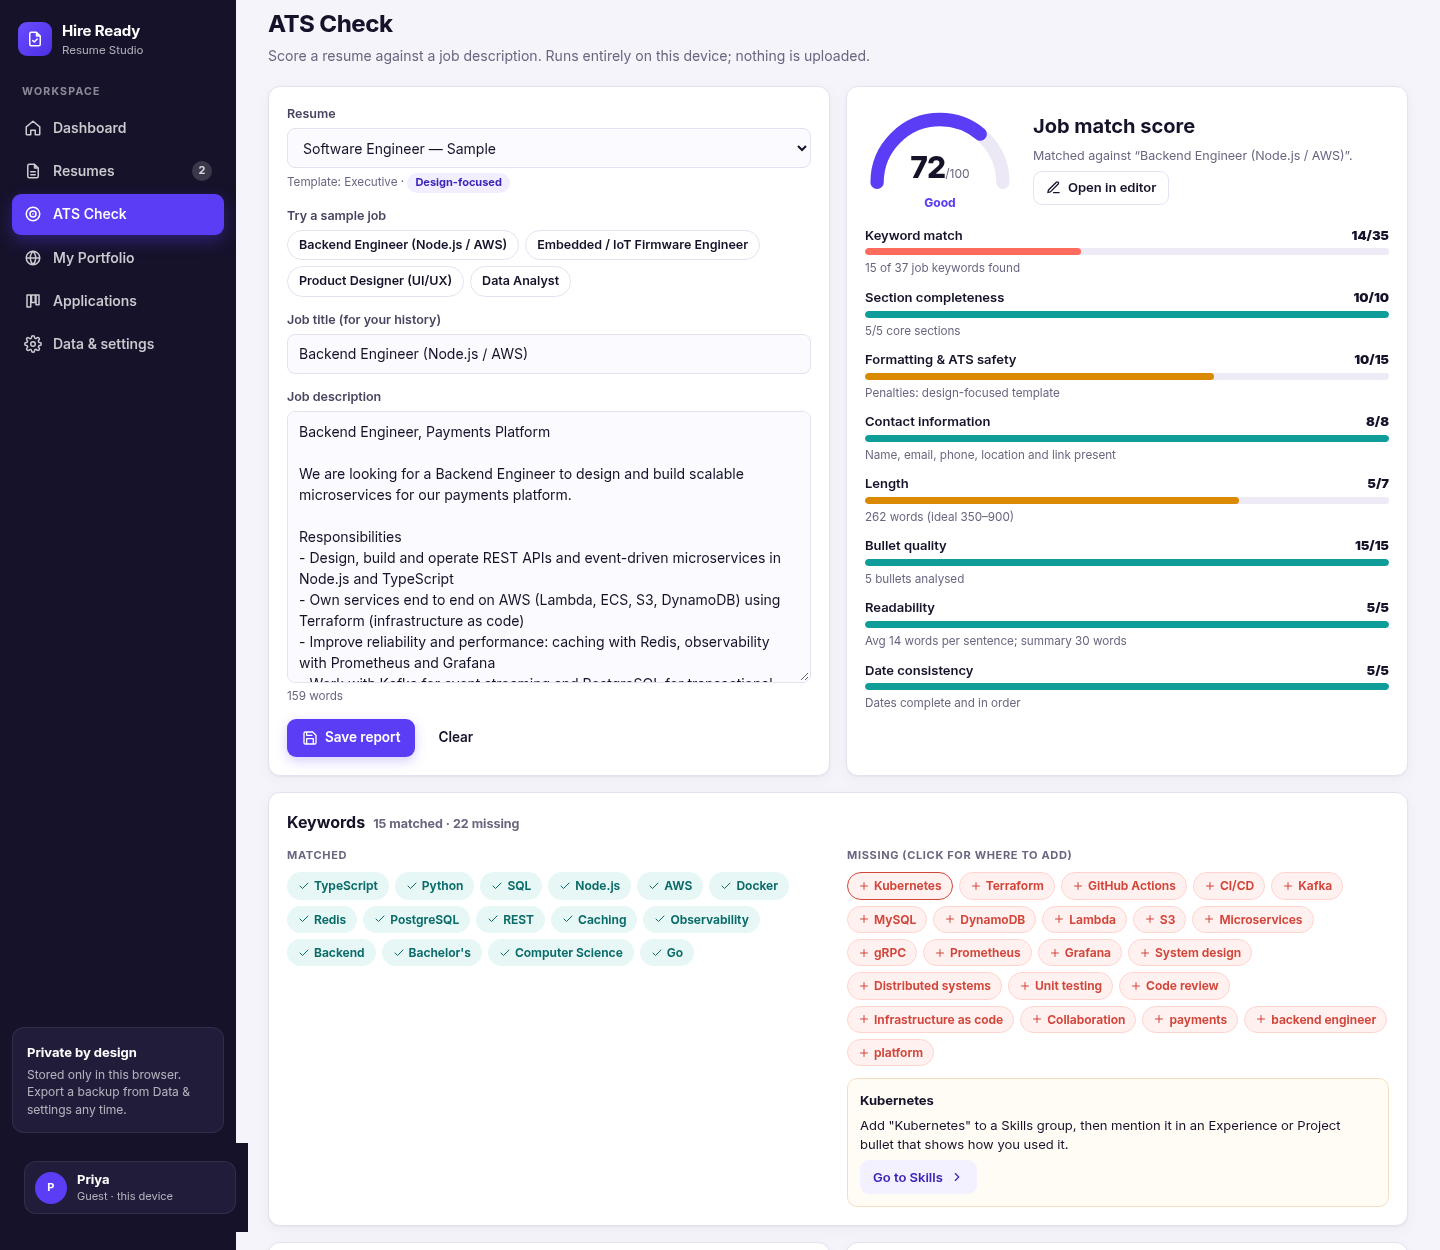 Hire Ready
Resume Studio
WORKSPACE
Dashboard
Resumes 2
ATS Check
My Portfolio
Applications
Data & settings
Private by design
Stored only in this browser.
Export a backup from Data &
settings any time.
P
Priya
Guest · this device
ATS Check
Score a resume against a job description. Runs entirely on this device; nothing is uploaded.
Resume
Software Engineer — Sample
Template: Executive · Design-focused
Try a sample job
Backend Engineer (Node.js / AWS) Embedded / IoT Firmware Engineer
Product Designer (UI/UX) Data Analyst
Job title (for your history)
Backend Engineer (Node.js / AWS)
Job description
Backend Engineer, Payments Platform
We are looking for a Backend Engineer to design and build scalable
microservices for our payments platform.
Responsibilities
- Design, build and operate REST APIs and event-driven microservices in
Node.js and TypeScript
- Own services end to end on AWS (Lambda, ECS, S3, DynamoDB) using
Terraform (infrastructure as code)
- Improve reliability and performance: caching with Redis, observability
with Prometheus and Grafana
- Work with Kafka for event streaming and PostgreSQL for transactional
159 words
Save report Clear
72/100
Good
Job match score
Matched against “Backend Engineer (Node.js / AWS)”.
Open in editor
Keyword match 14/35
15 of 37 job keywords found
Section completeness 10/10
5/5 core sections
Formatting & ATS safety 10/15
Penalties: design-focused template
Contact information 8/8
Name, email, phone, location and link present
Length 5/7
262 words (ideal 350–900)
Bullet quality 15/15
5 bullets analysed
Readability 5/5
Avg 14 words per sentence; summary 30 words
Date consistency 5/5
Dates complete and in order
Keywords 15 matched · 22 missing
MATCHED
TypeScript Python SQL Node.js AWS Docker
Redis PostgreSQL REST Caching Observability
Backend Bachelor's Computer Science Go
MISSING (CLICK FOR WHERE TO ADD)
Kubernetes Terraform GitHub Actions CI/CD Kafka
MySQL DynamoDB Lambda S3 Microservices
gRPC Prometheus Grafana System design
Distributed systems Unit testing Code review
Infrastructure as code Collaboration payments backend engineer
platform
Kubernetes
Add "Kubernetes" to a Skills group, then mention it in an Experience or Project
bullet that shows how you used it.
Go to Skills